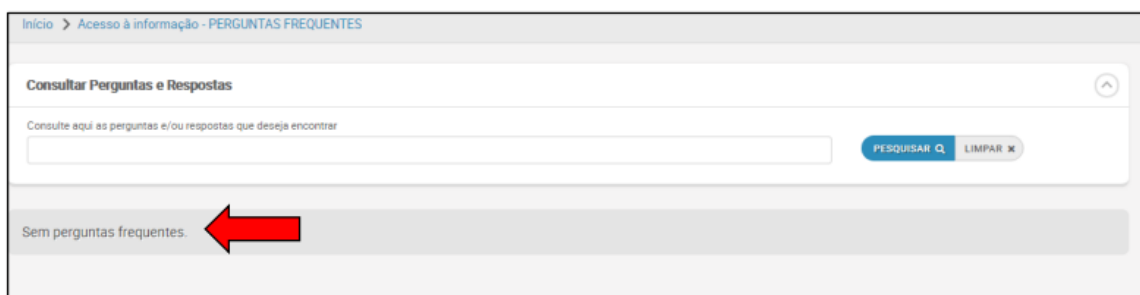 Início > Acesso à informação - PERGUNTAS FREQUENTES
Consultar Perguntas e Respostas
Consulte aqui as perguntas e/ou respostas que deseja encontrar
PESQUISAR LIMPAR
Sem perguntas frequentes.